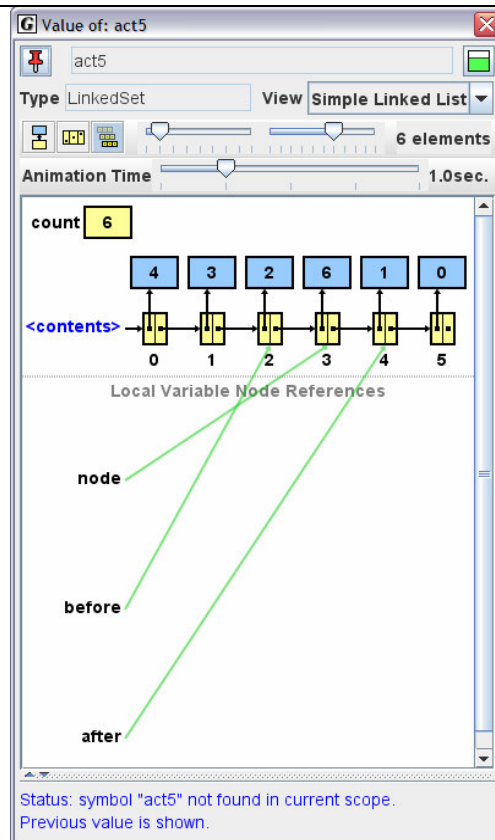 G Value of: act5
act5
Type LinkedSet View Simple Linked List
6 elements
Animation Time 1.0sec.
count 6
4 3 2 6 1 0
<contents>
0 1 2 3 4 5
Local Variable Node References
node
before
after
Status: symbol "act5" not found in current scope.
Previous value is shown.